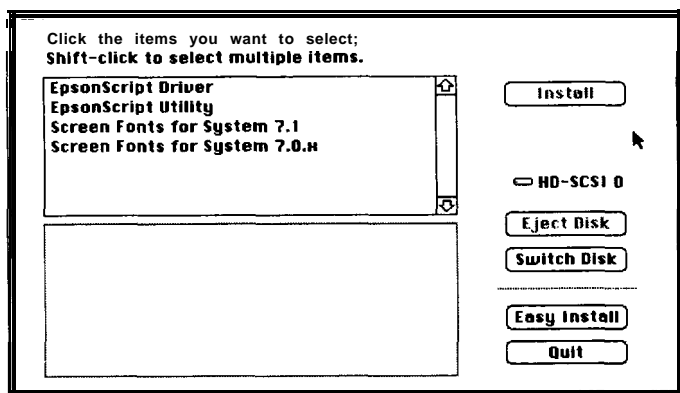 Click the items you want to select;
Shift-click to select multiple items.
EpsonScript Driver
EpsonScript Utility
Screen Fonts for System 7.1
Screen Fonts for System 7.0.x
Install
HD-SCSI 0
Eject Disk
Switch Disk
Easy Install
Quit